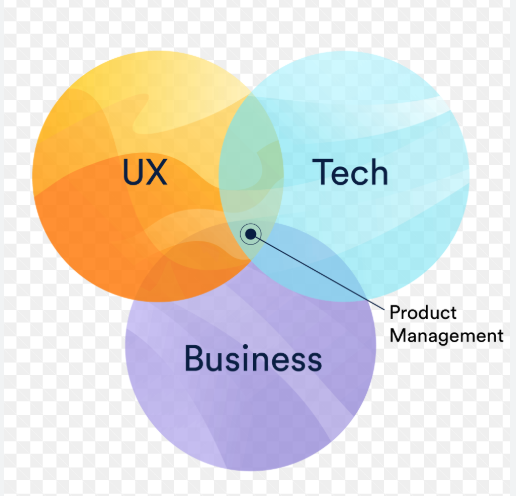 UX
Tech
Product
Management
Business